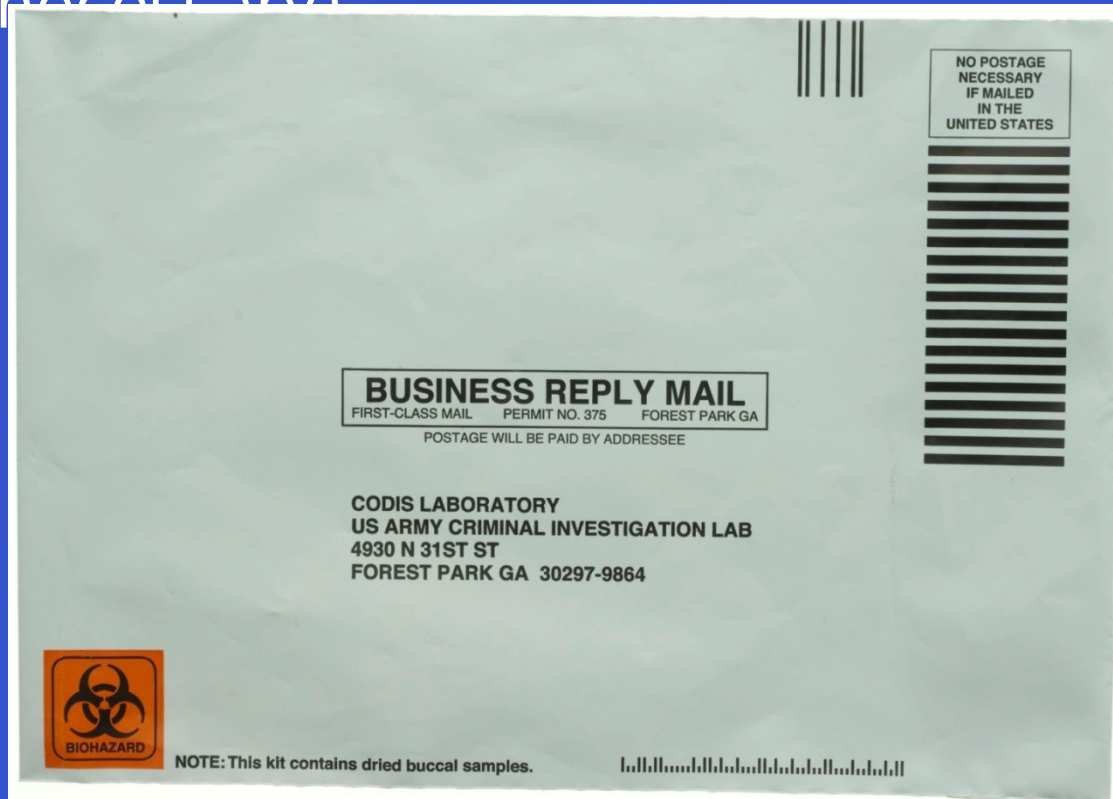 NO POSTAGE
NECESSARY
IF MAILED
IN THE
UNITED STATES
BUSINESS REPLY MAIL
FIRST-CLASS MAIL PERMIT NO. 375 FOREST PARK GA
POSTAGE WILL BE PAID BY ADDRESSEE
CODIS LABORATORY
US ARMY CRIMINAL INVESTIGATION LAB
4930 N 31ST ST
FOREST PARK GA 30297-9864
BIOHAZARD
NOTE: This kit contains dried buccal samples.